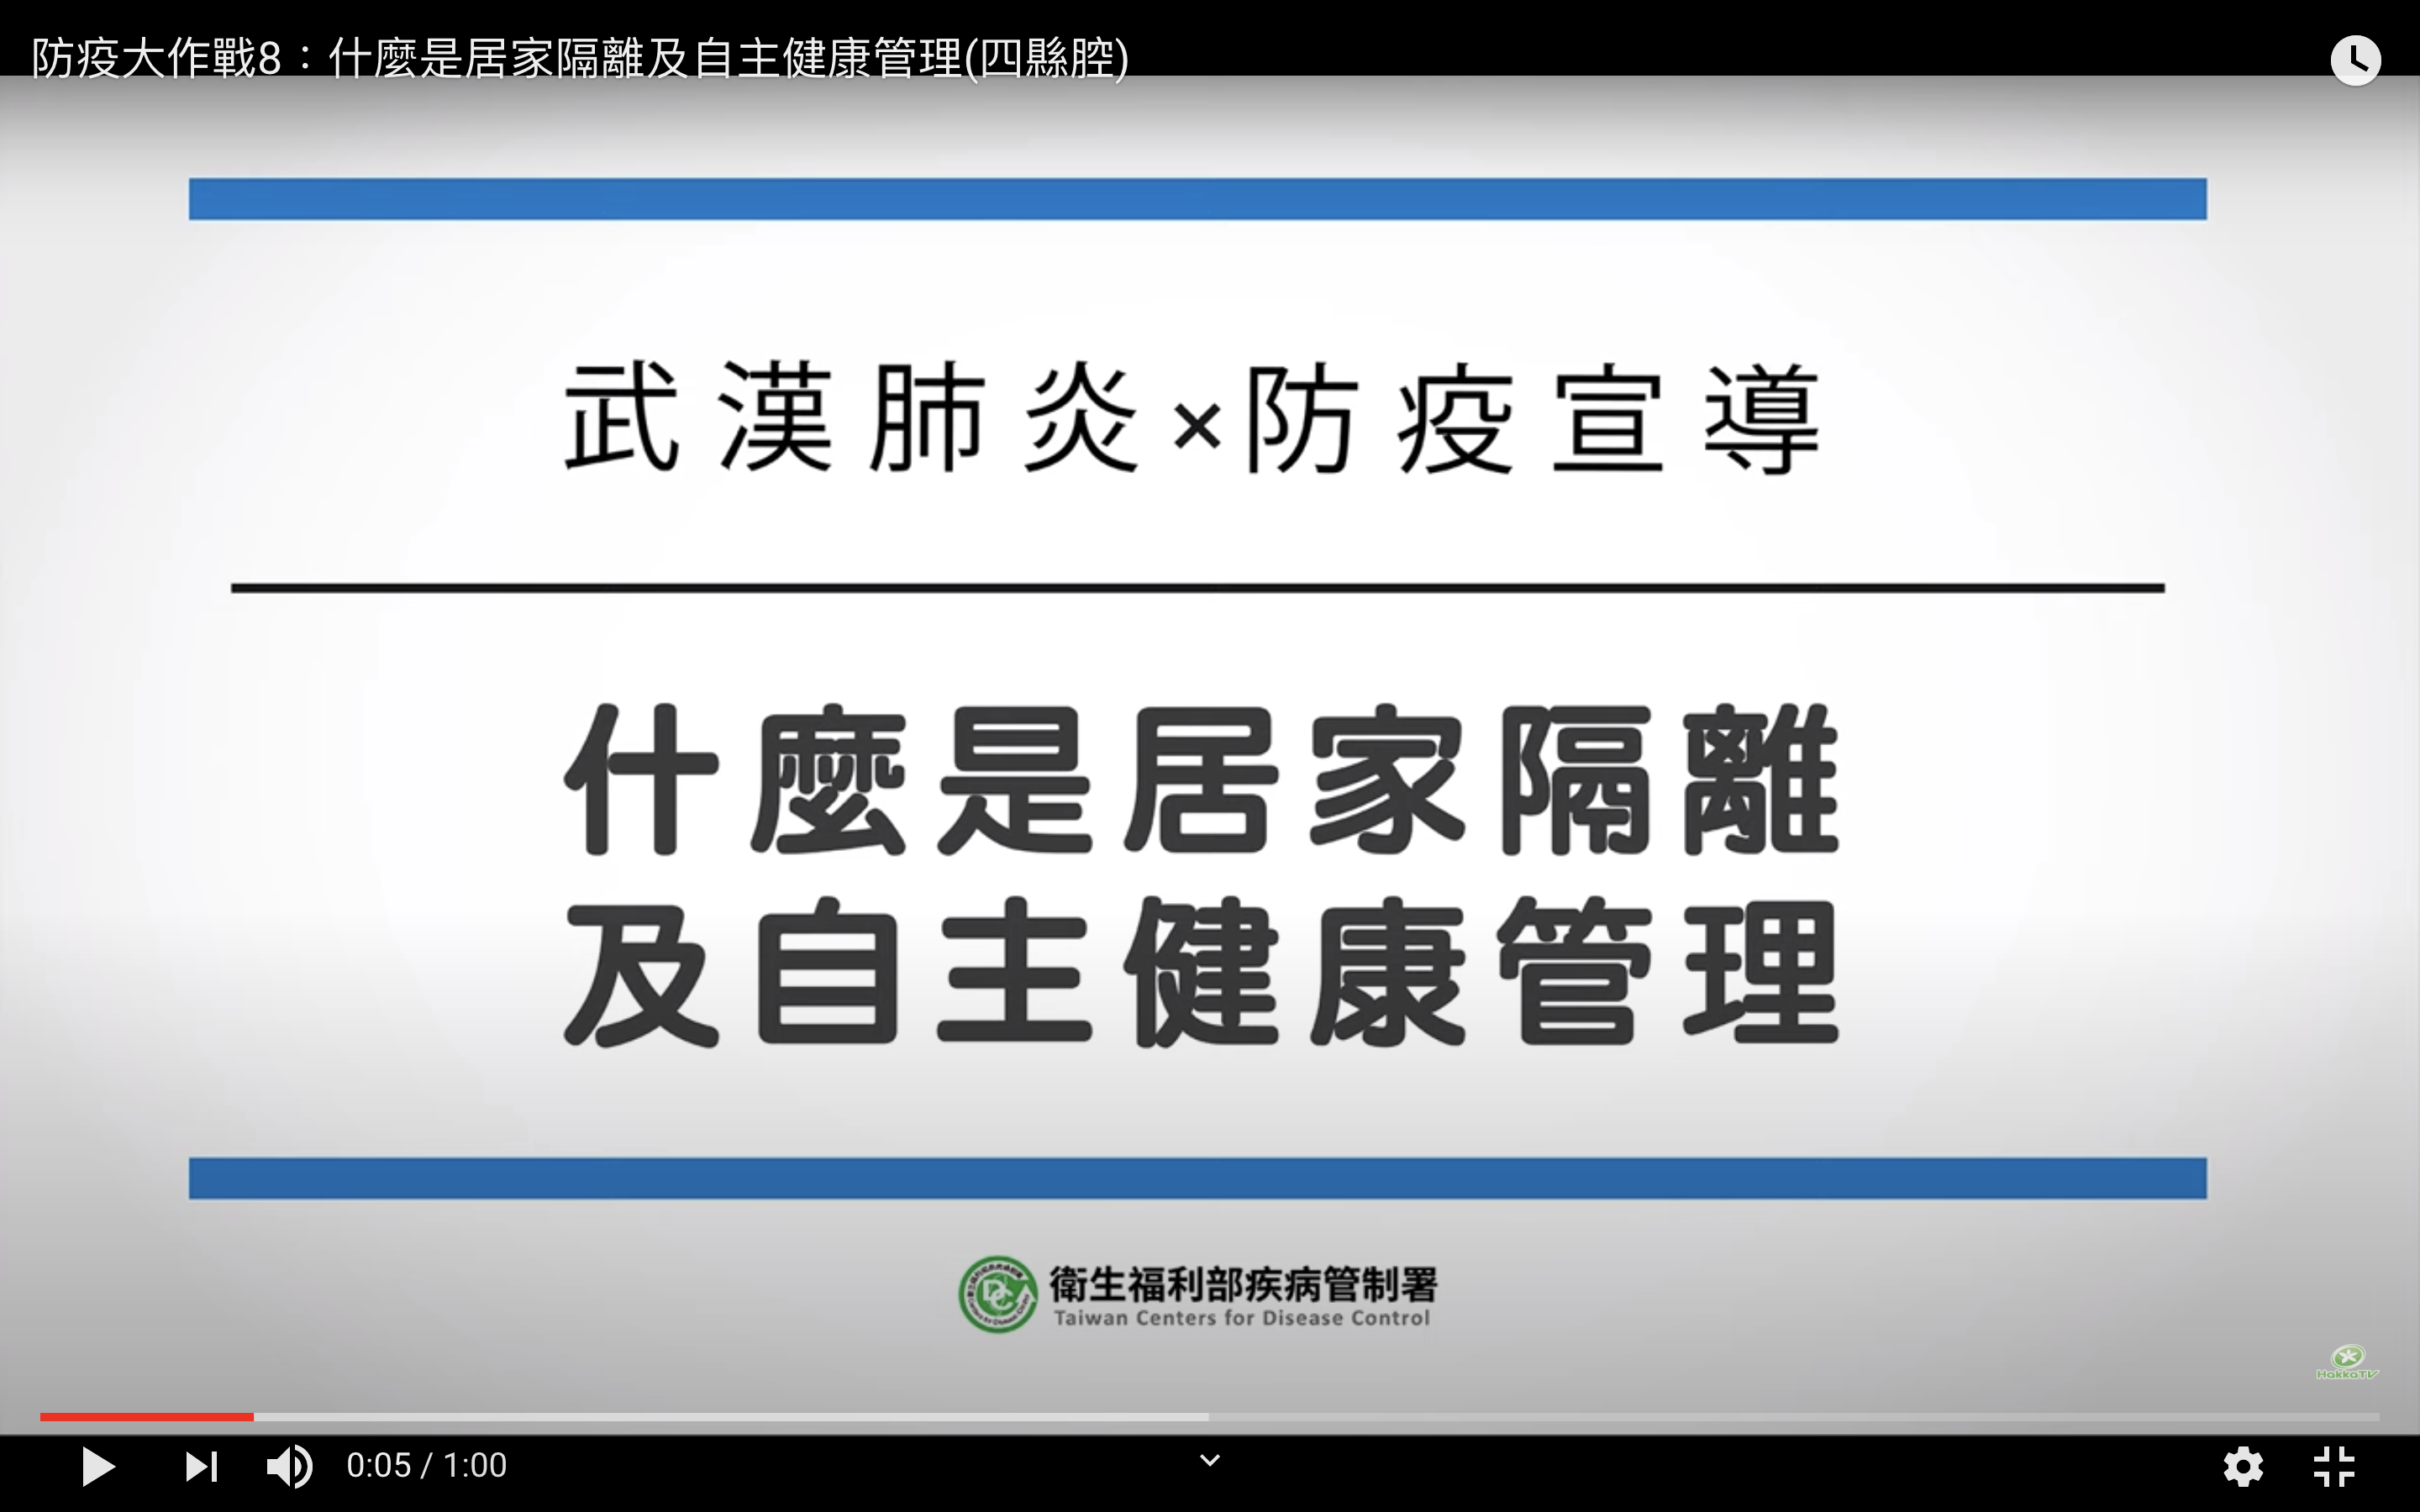 防疫大作戰8：什麼是居家隔離及自主健康管理(四縣腔)
武漢肺炎×防疫宣導
什麼是居家隔離
及自主健康管理
衛生福利部疾病管制署
Taiwan Centers for Disease Control
HakkaTV
0:05 / 1:00